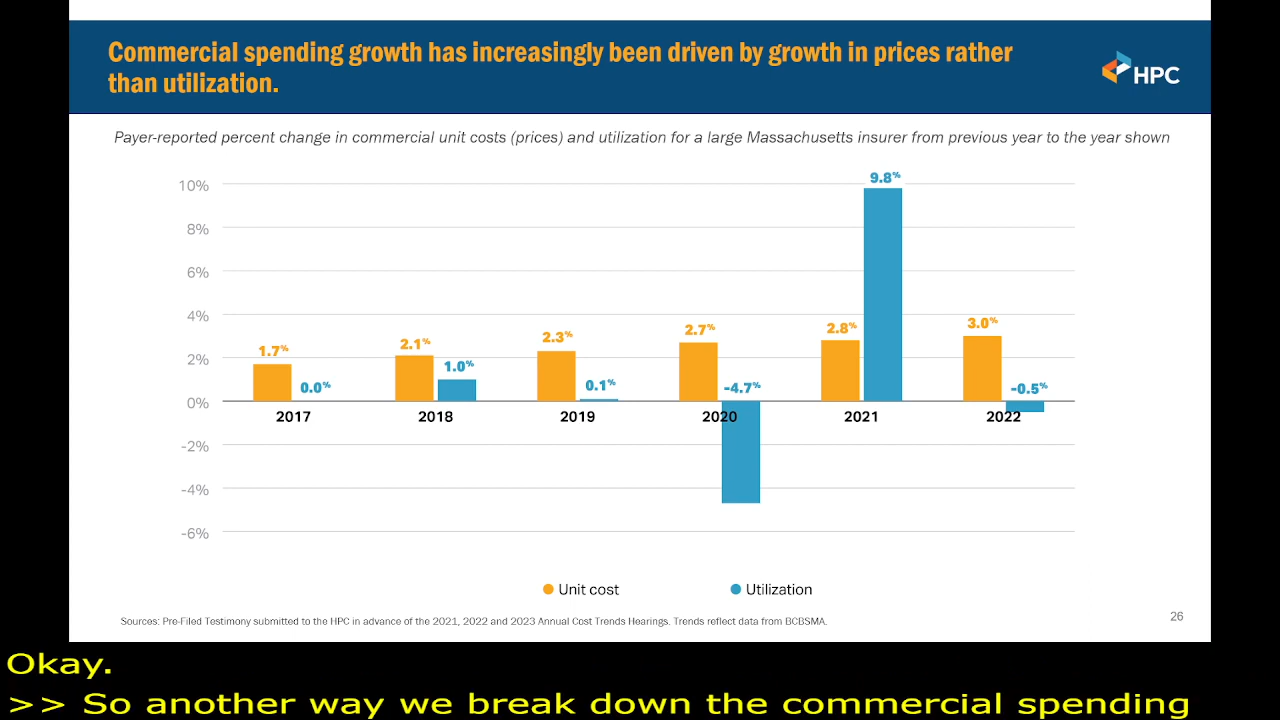 Commercial spending growth has increasingly been driven by growth in prices rather
than utilization.
HPC
Payer-reported percent change in commercial unit costs (prices) and utilization for a large Massachusetts insurer from previous year to the year shown
10%
8%
6%
4%
2%
0%
-2%
-4%
-6%
1.7%
0.0%
2.1%
1.0%
2.3%
0.1%
2.7%
-4.7%
2.8%
9.8%
3.0%
-0.5%
2017 2018 2019 2020 2021 2022
Unit cost Utilization
Sources: Pre-Filed Testimony submitted to the HPC in advance of the 2021, 2022 and 2023 Annual Cost Trends Hearings. Trends reflect data from BCBSMA.
26
Okay.
>> So another way we break down the commercial spending